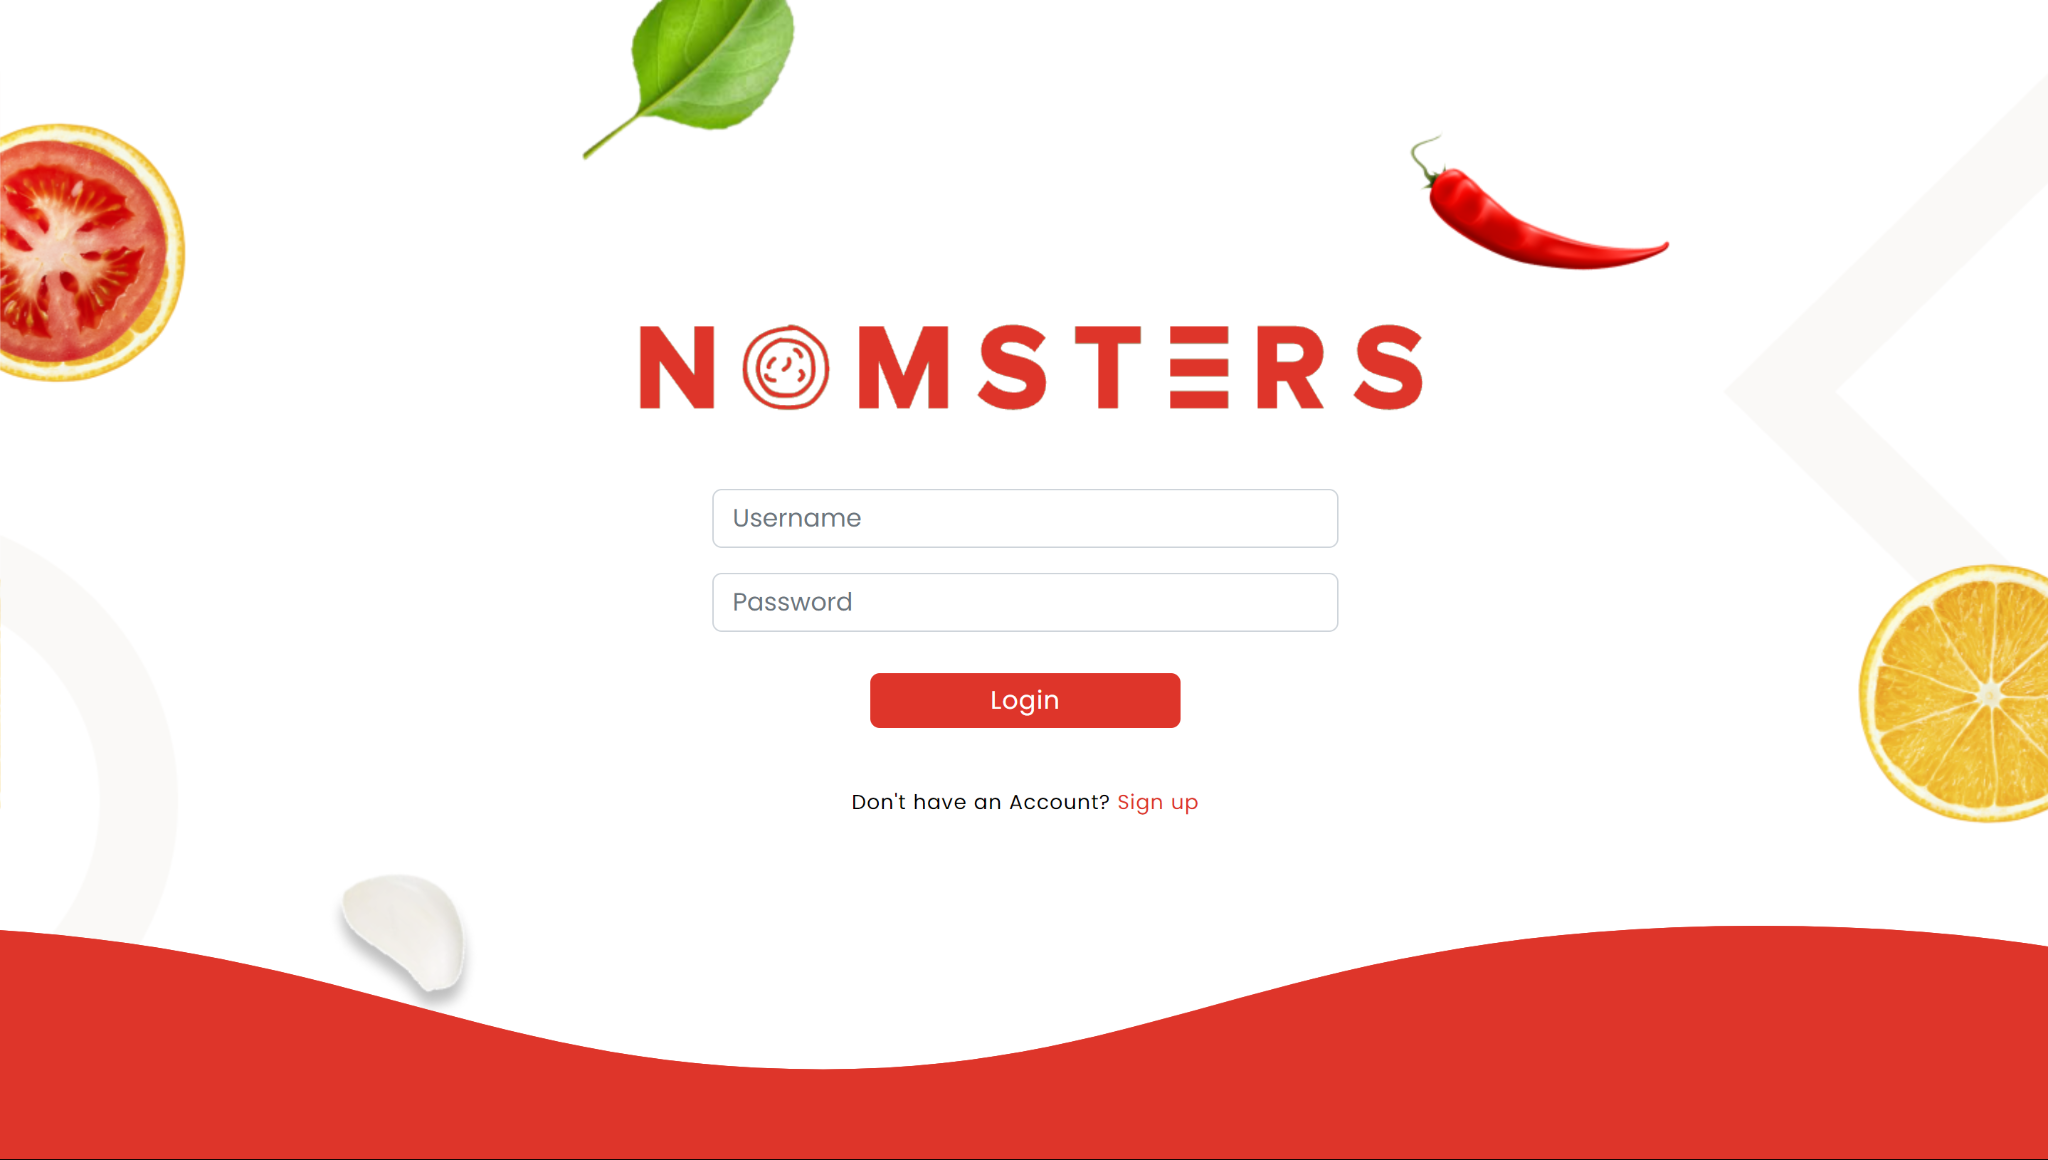 NOMSTERS
Username
Password
Login
Don't have an Account? Sign up